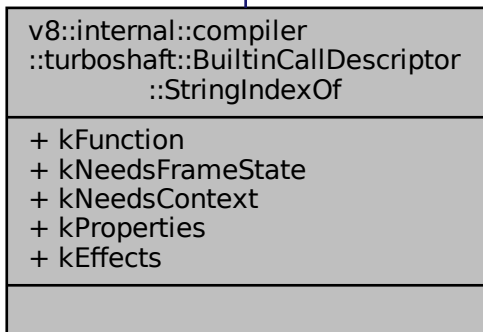 v8::internal::compiler
::turboshaft::BuiltinCallDescriptor
::StringIndexOf
+ kFunction
+ kNeedsFrameState
+ kNeedsContext
+ kProperties
+ kEffects